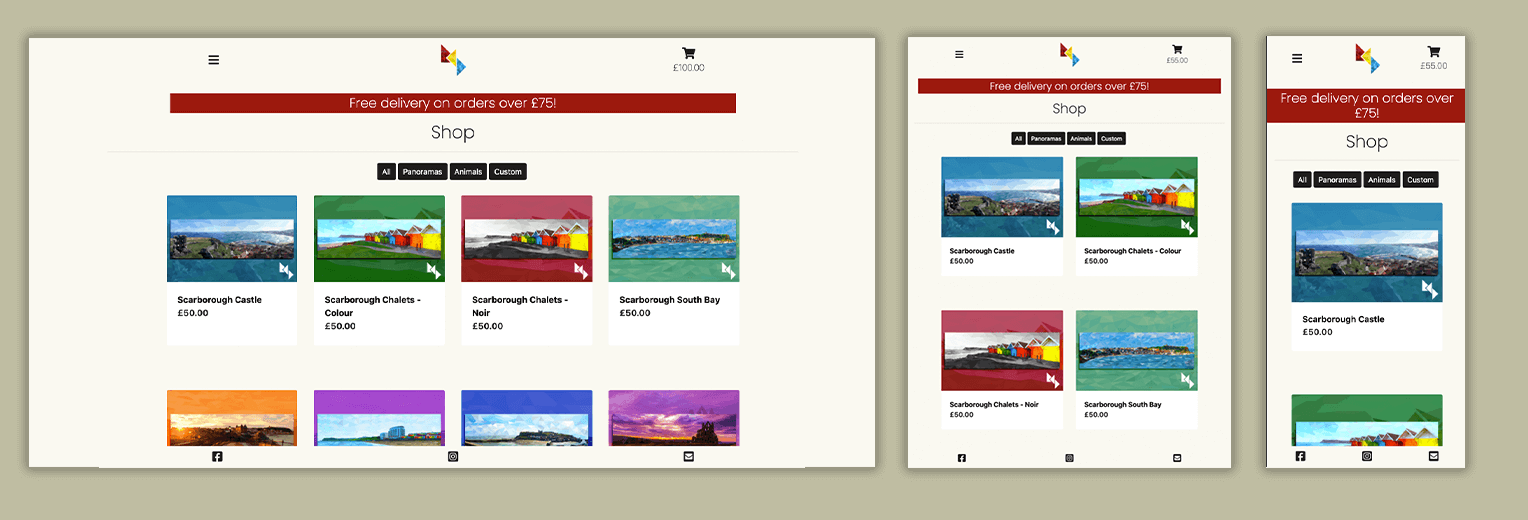 £100.00
Free delivery on orders over £75!
Shop
All Panoramas Animals Custom
Scarborough Castle
£50.00
Scarborough Chalets -
Colour
£50.00
Scarborough Chalets -
Noir
£50.00
Scarborough South Bay
£50.00
£55.00
Free delivery on orders over £75!
Shop
All Panoramas Animals Custom
Scarborough Castle
£50.00
Scarborough Chalets - Colour
£50.00
Scarborough Chalets - Noir
£50.00
Scarborough South Bay
£50.00
£55.00
Free delivery on orders over
£75!
Shop
All Panoramas Animals Custom
Scarborough Castle
£50.00